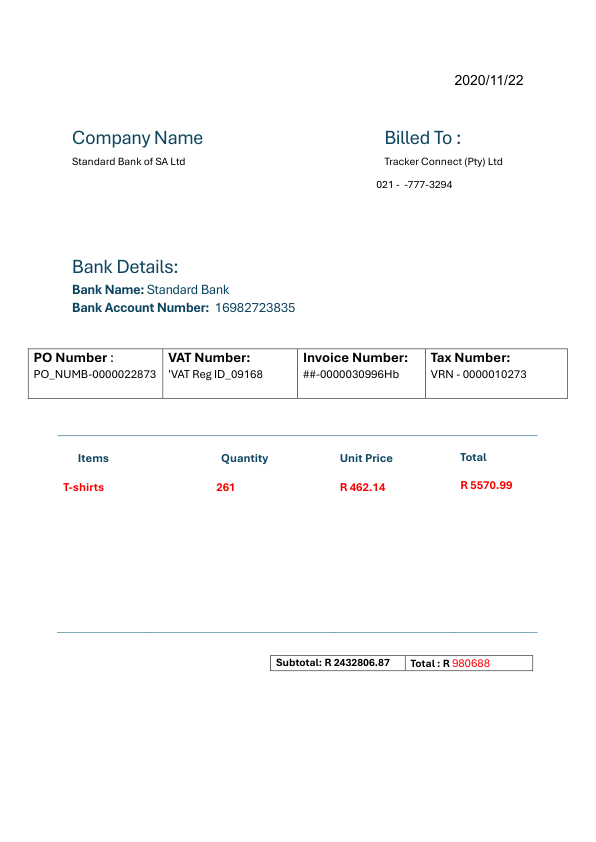 2020/11/22
Company Name
Billed To :
Standard Bank of SA Ltd
Tracker Connect (Pty) Ltd
021 - -777-3294
Bank Details:
Bank Name: Standard Bank
Bank Account Number: 16982723835
PO Number : VAT Number: Invoice Number: Tax Number:
PO_NUMB-0000022873 'VAT Reg ID_09168 ##-0000030996Hb VRN - 0000010273
Items Quantity Unit Price Total
T-shirts 261 R 462.14 R 5570.99
Subtotal: R 2432806.87 Total : R 980688